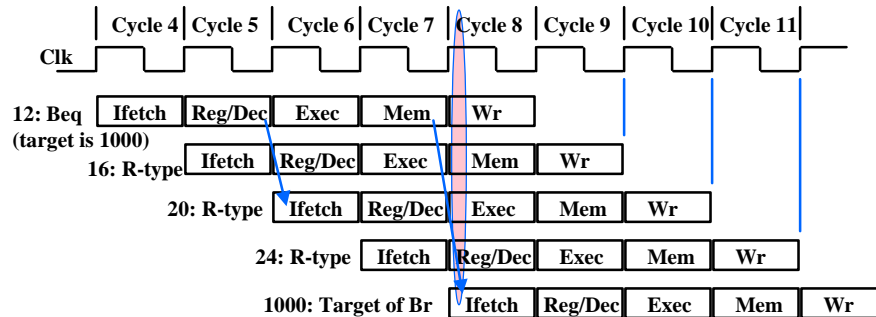 Cycle 4 Cycle 5 Cycle 6 Cycle 7 Cycle 8 Cycle 9 Cycle 10 Cycle 11
Clk
12: Beq Ifetch Reg/Dec Exec Mem Wr
(target is 1000)
16: R-type Ifetch Reg/Dec Exec Mem Wr
20: R-type Ifetch Reg/Dec Exec Mem Wr
24: R-type Ifetch Reg/Dec Exec Mem Wr
1000: Target of Br Ifetch Reg/Dec Exec Mem Wr